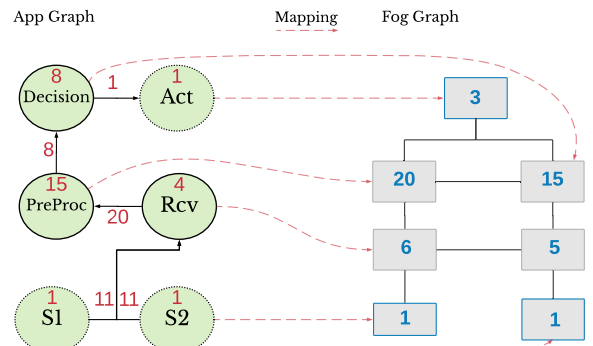 App Graph
Mapping
Fog Graph
8
Decision
1
1
Act
3
8
15
PreProc
20
4
Rcv
20
15
6
5
11 11
1
S1
1
S2
1
1